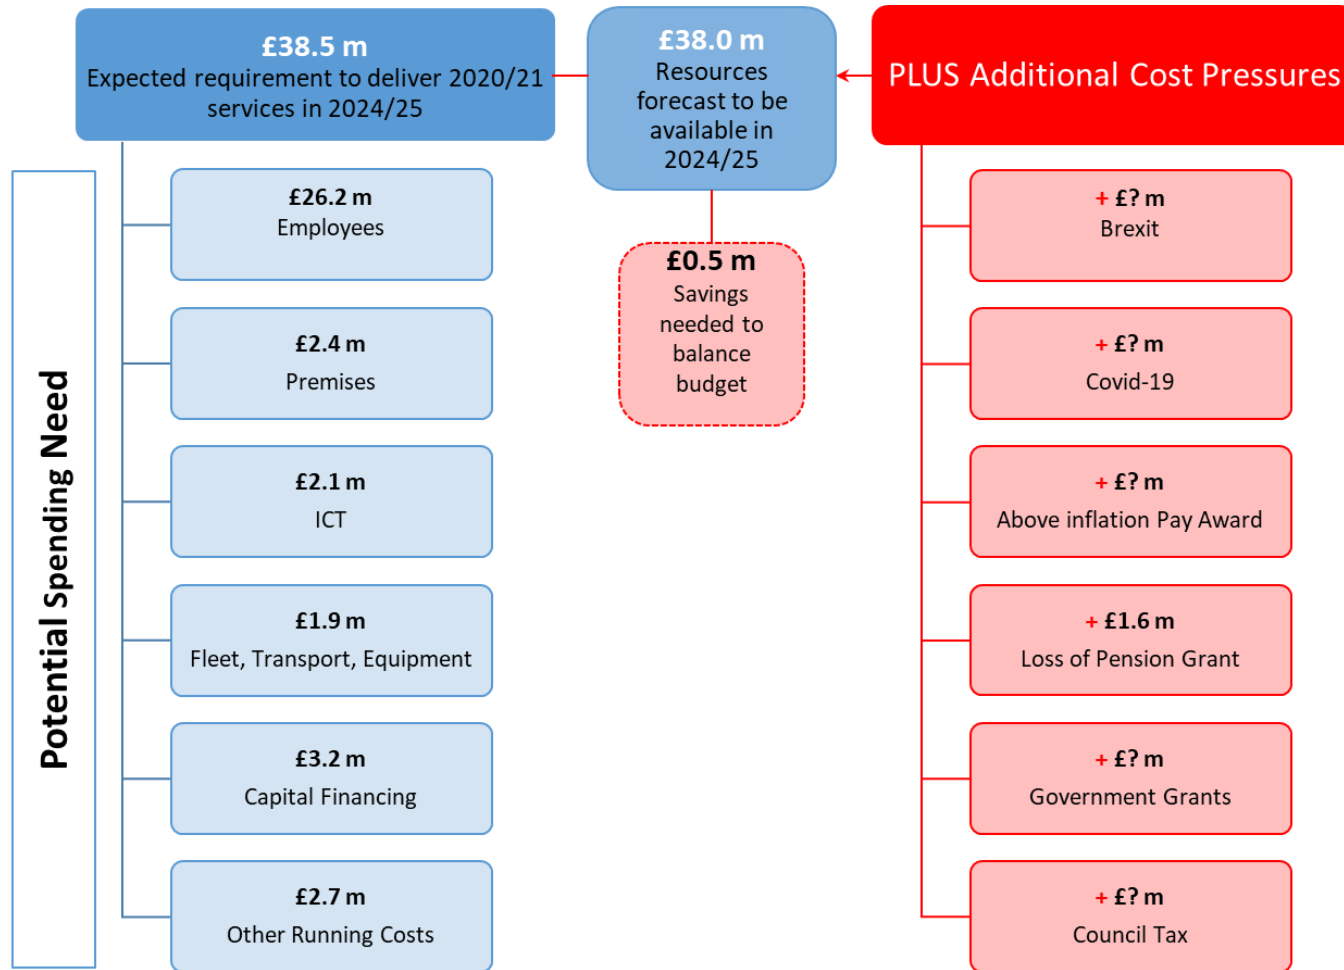 £38.5 m
Expected requirement to deliver 2020/21
services in 2024/25
£38.0 m
Resources
forecast to be
available in
2024/25
PLUS Additional Cost Pressures
£0.5 m
Savings
needed to
balance
budget
Potential Spending Need
£26.2 m
Employees
£2.4 m
Premises
£2.1 m
ICT
£1.9 m
Fleet, Transport, Equipment
£3.2 m
Capital Financing
£2.7 m
Other Running Costs
+ £? m
Brexit
+ £? m
Covid-19
+ £? m
Above inflation Pay Award
+ £1.6 m
Loss of Pension Grant
+ £? m
Government Grants
+ £? m
Council Tax